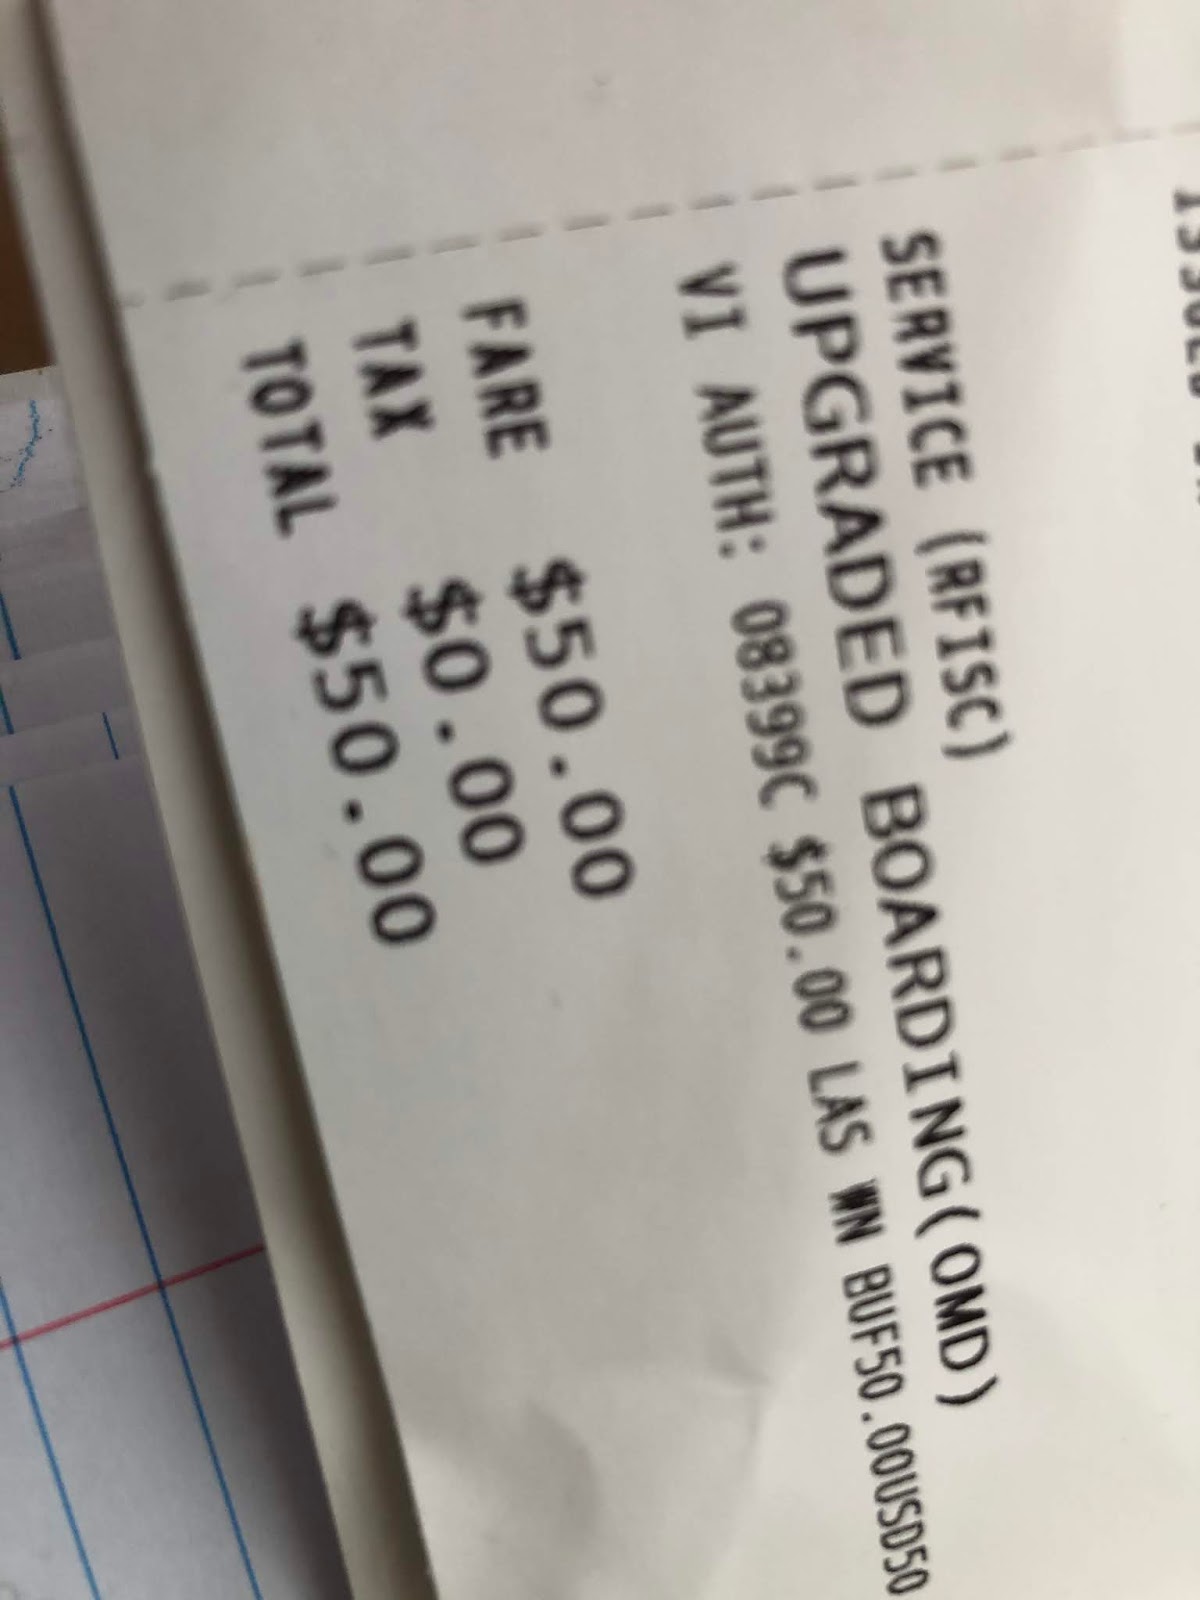 SERVICE (RFISC)
UPGRADED BOARDING(OMD)
VI AUTH: 08399C $50.00 LAS WN BUF50.00USD50
FARE $50.00
TAX $0.00
TOTAL $50.00